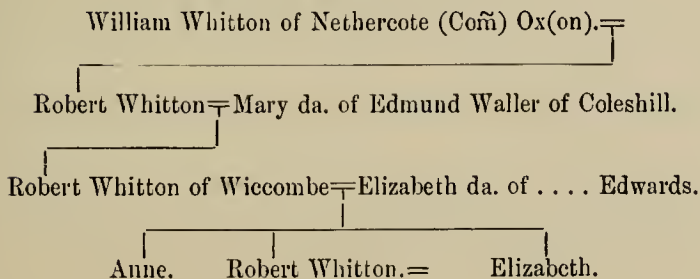 William Whitton of Nethercote (Com̃) Ox(on).=
Robert Whitton=Mary da. of Edmund Waller of Coleshill.
Robert Whitton of Wiccombe=Elizabeth da. of .... Edwards.
Anne. Robert Whitton.= Elizabeth.